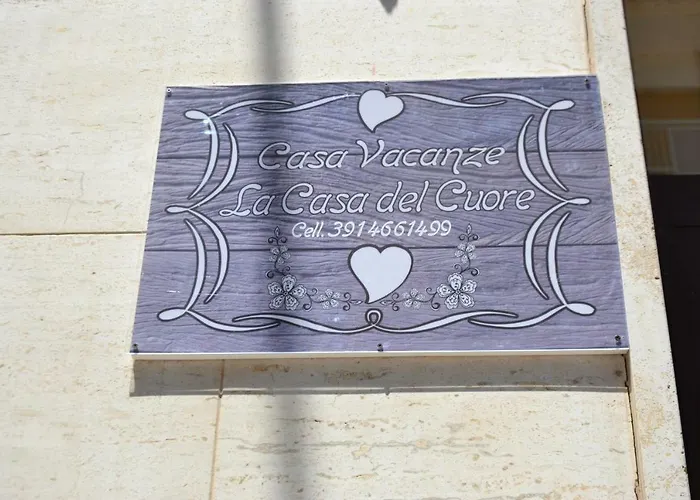 Casa Vacanze
La Casa del Cuore
Cell. 3914661499